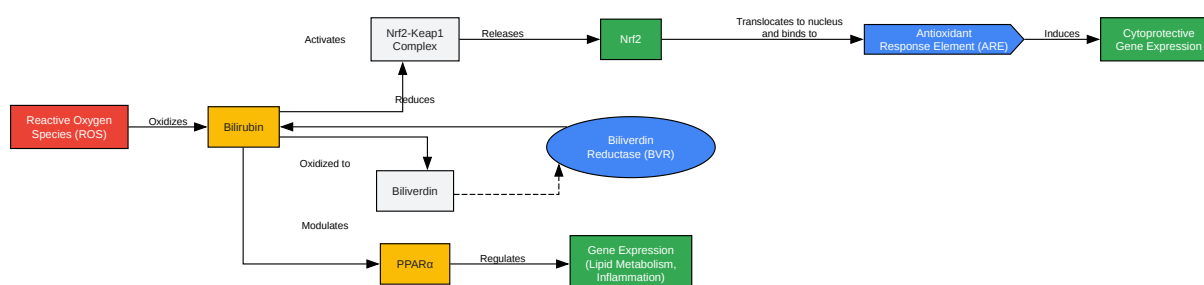 Translocates to nucleus
and binds to
Activates
Nrf2-Keap1
Complex
Releases
Nrf2
Antioxidant
Response Element (ARE)
Induces
Cytoprotective
Gene Expression
Reduces
Reactive Oxygen
Species (ROS)
Oxidizes
Bilirubin
Biliverdin
Reductase (BVR)
Oxidized to
Biliverdin
Modulates
PPARα
Regulates
Gene Expression
(Lipid Metabolism,
Inflammation)